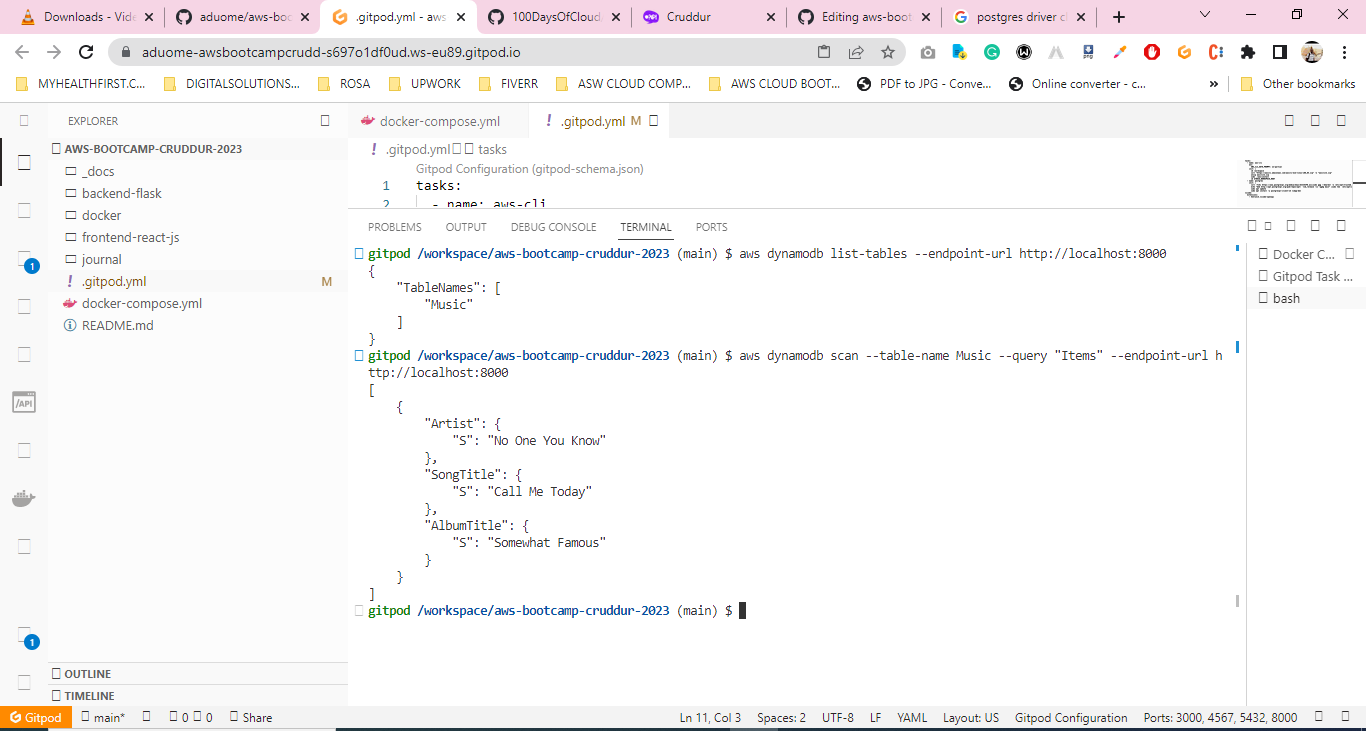 Downloads - Vide
aduome/aws-boo
.gitpod.yml - aws
100DaysOfCloud
Cruddur
Editing aws-boot
postgres driver c
aduome-awsbootcampcrudd-s697o1df0ud.ws-eu89.gitpod.io
MYHEALTHFIRST.C...
DIGITALSOLUTIONS...
ROSA
UPWORK
FIVERR
ASW CLOUD COMP...
AWS CLOUD BOOT...
PDF to JPG - Conve...
Online converter - c...
»
Other bookmarks
EXPLORER
AWS-BOOTCAMP-CRUDDUR-2023
_docs
backend-flask
docker
frontend-react-js
journal
! .gitpod.yml M
docker-compose.yml
README.md
1
/API
1
OUTLINE
TIMELINE
docker-compose.yml
! .gitpod.yml M
! .gitpod.yml tasks
Gitpod Configuration (gitpod-schema.json)
1 tasks:
2 - name: aws-cli
PROBLEMS OUTPUT DEBUG CONSOLE TERMINAL PORTS
gitpod /workspace/aws-bootcamp-cruddur-2023 (main) $ aws dynamodb list-tables --endpoint-url http://localhost:8000
{
"TableNames": [
"Music"
]
}
gitpod /workspace/aws-bootcamp-cruddur-2023 (main) $ aws dynamodb scan --table-name Music --query "Items" --endpoint-url h
ttp://localhost:8000
[
{
"Artist": {
"S": "No One You Know"
},
"SongTitle": {
"S": "Call Me Today"
},
"AlbumTitle": {
"S": "Somewhat Famous"
}
}
]
gitpod /workspace/aws-bootcamp-cruddur-2023 (main) $
Docker C...
Gitpod Task ...
bash
Gitpod
main*
0 0
Share
Ln 11, Col 3
Spaces: 2
UTF-8
LF
YAML
Layout: US
Gitpod Configuration
Ports: 3000, 4567, 5432, 8000